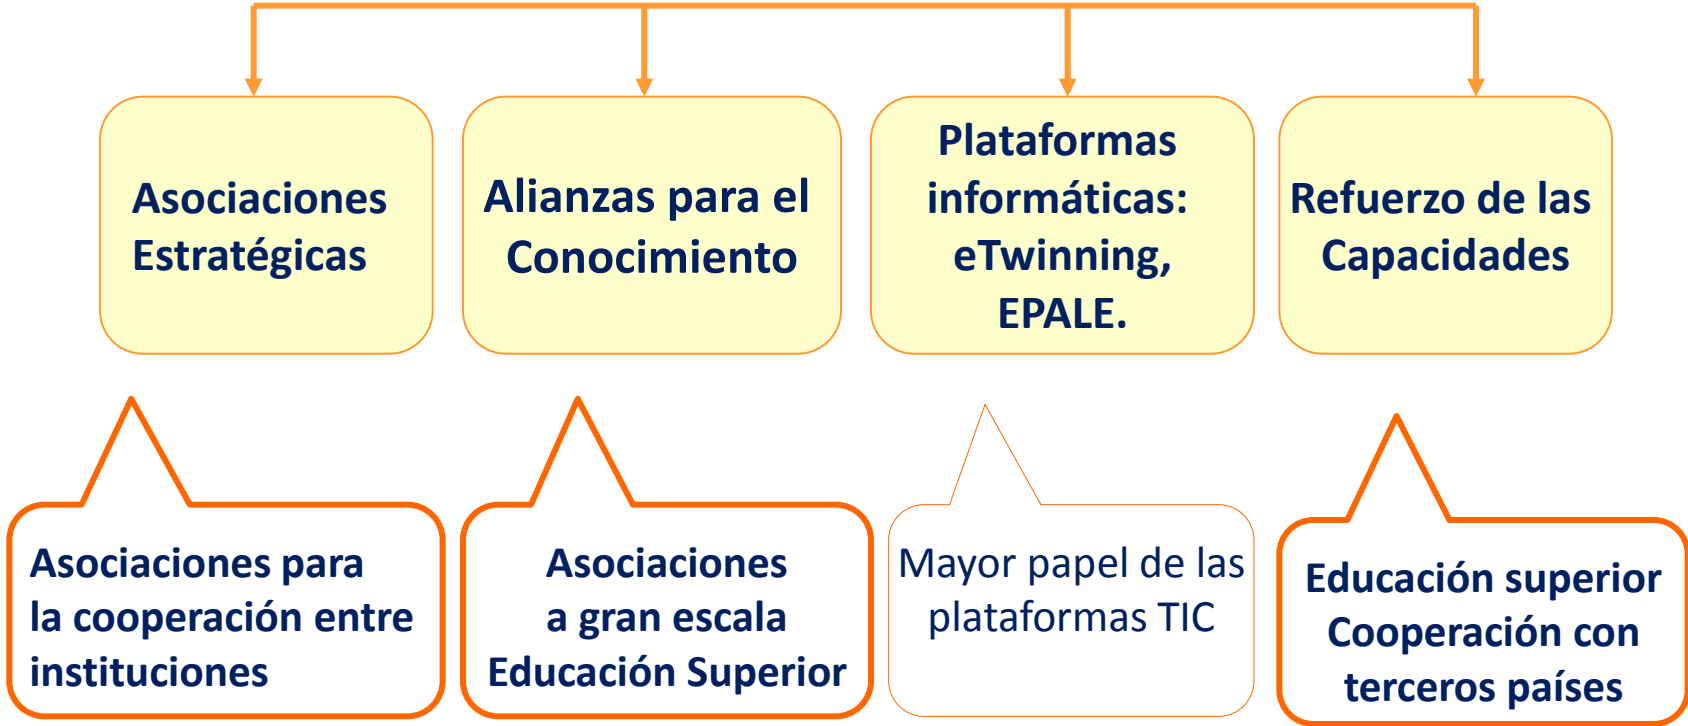 Asociaciones
Estratégicas
Alianzas para el
Conocimiento
Plataformas
informáticas:
eTwinning,
EPALE.
Refuerzo de las
Capacidades
Asociaciones para
la cooperación entre
instituciones
Asociaciones
a gran escala
Educación Superior
Mayor papel de las
plataformas TIC
Educación superior
Cooperación con
terceros países